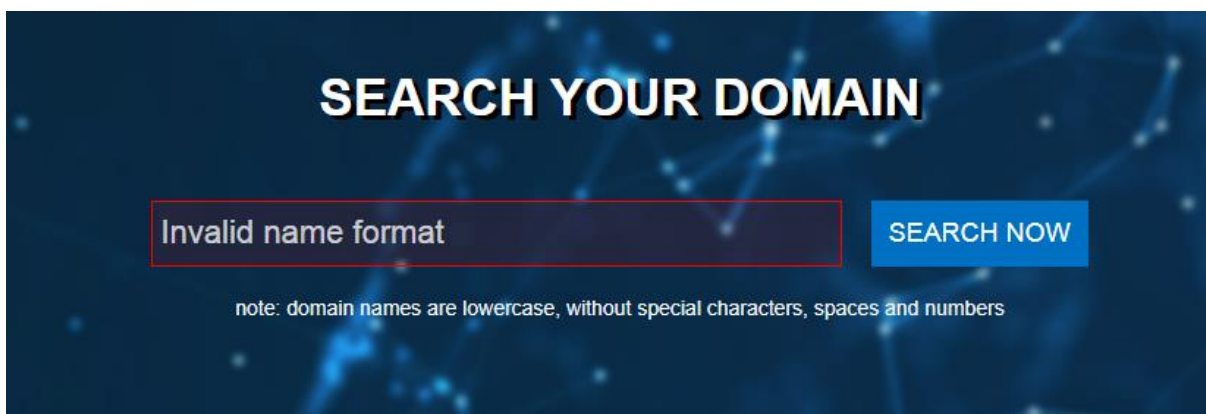 SEARCH YOUR DOMAIN
Invalid name format
SEARCH NOW
note: domain names are lowercase, without special characters, spaces and numbers